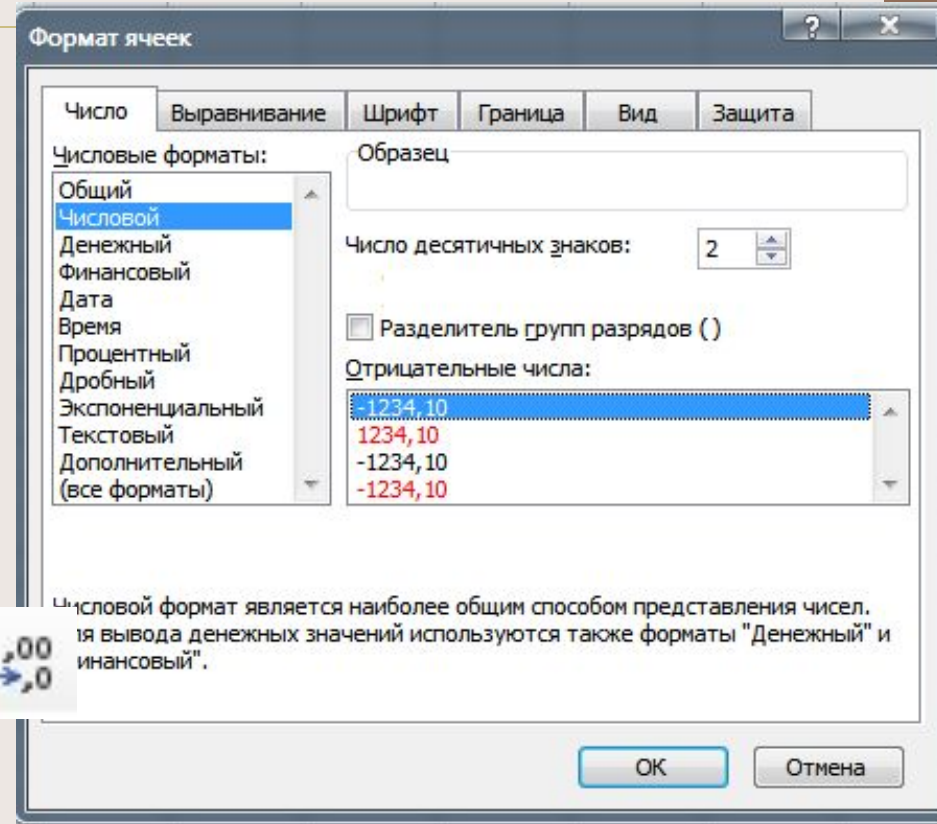 Формат ячеек
?
Число Выравнивание Шрифт Граница Вид Защита
Числовые форматы:
Общий
Числовой
Денежный
Финансовый
Дата
Время
Процентный
Дробный
Экспоненциальный
Текстовый
Дополнительный
(все форматы)
Образец
Число десятичных знаков: 2
Разделитель групп разрядов ( )
Отрицательные числа:
-1234,10
1234,10
-1234,10
-1234,10
Числовой формат является наиболее общим способом представления чисел.
ля вывода денежных значений используются также форматы "Денежный" и
инансовый".
,00
,0
OK Отмена